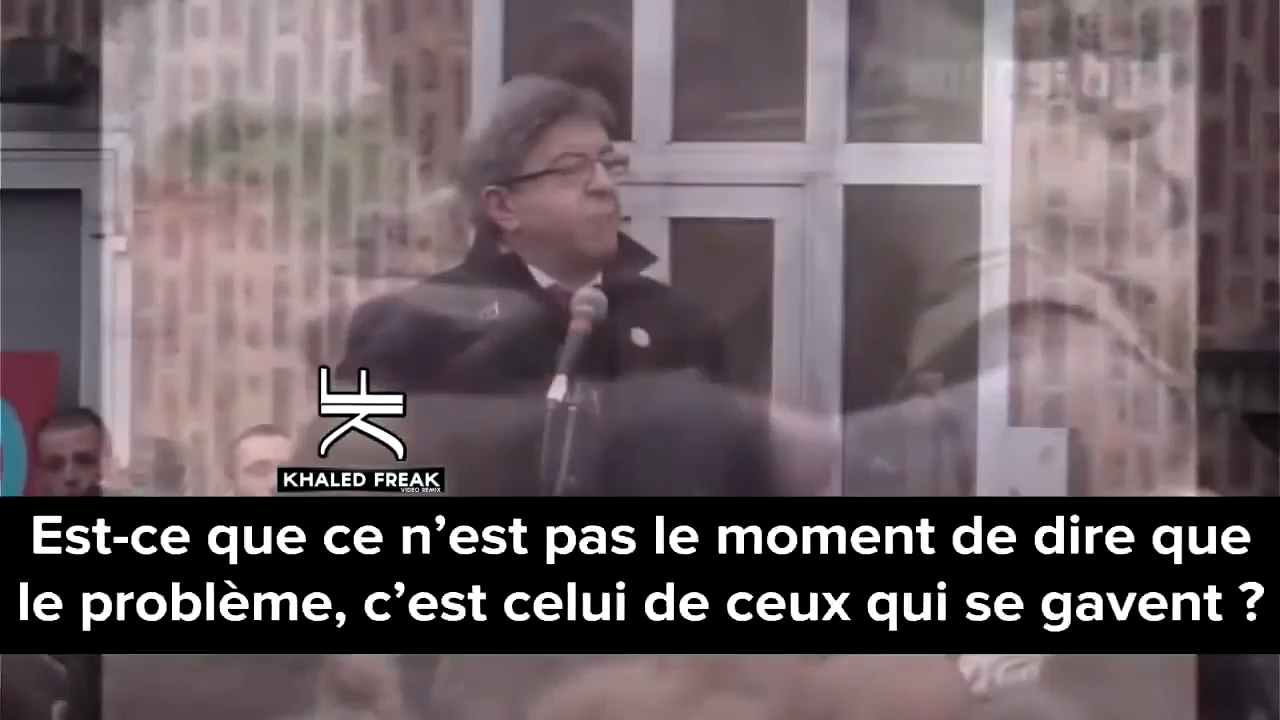 KHALED FREAK
VIDEO REMIX
Est-ce que ce n’est pas le moment de dire que
le problème, c’est celui de ceux qui se gavent ?